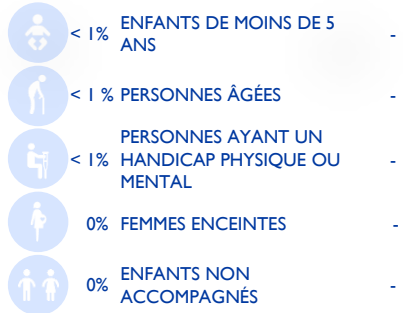 < 1% ENFANTS DE MOINS DE 5 -
ANS
< 1 % PERSONNES ÂGÉES -
PERSONNES AYANT UN
< 1% HANDICAP PHYSIQUE OU -
MENTAL
0% FEMMES ENCEINTES -
0% ENFANTS NON -
ACCOMPAGNÉS